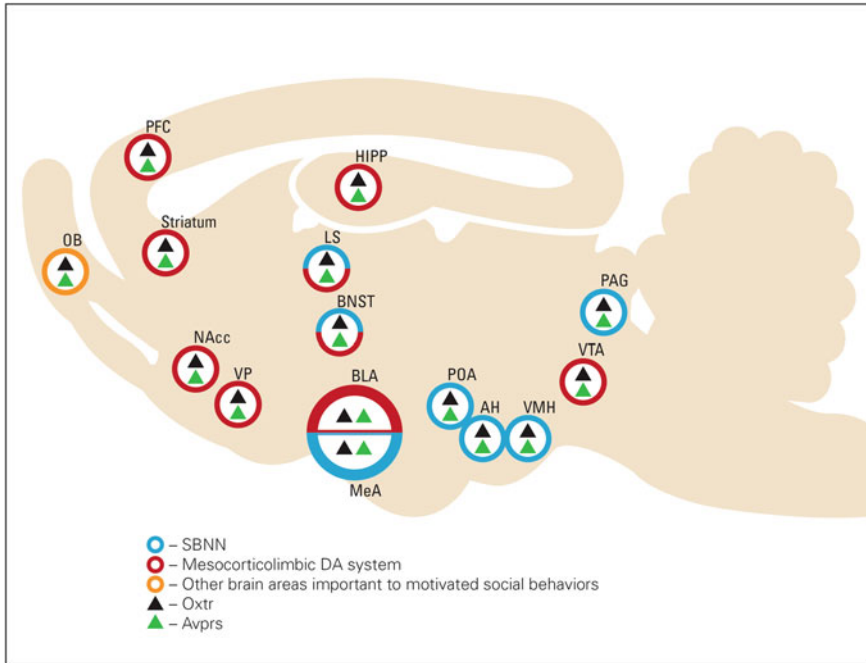 PFC
HIPP
Striatum
OB
LS
PAG
BNST
NAcc
VTA
VP
BLA
POA
AH
VMH
MeA
– SBNN
– Mesocorticolimbic DA system
– Other brain areas important to motivated social behaviors
– Oxtr
– Avprs